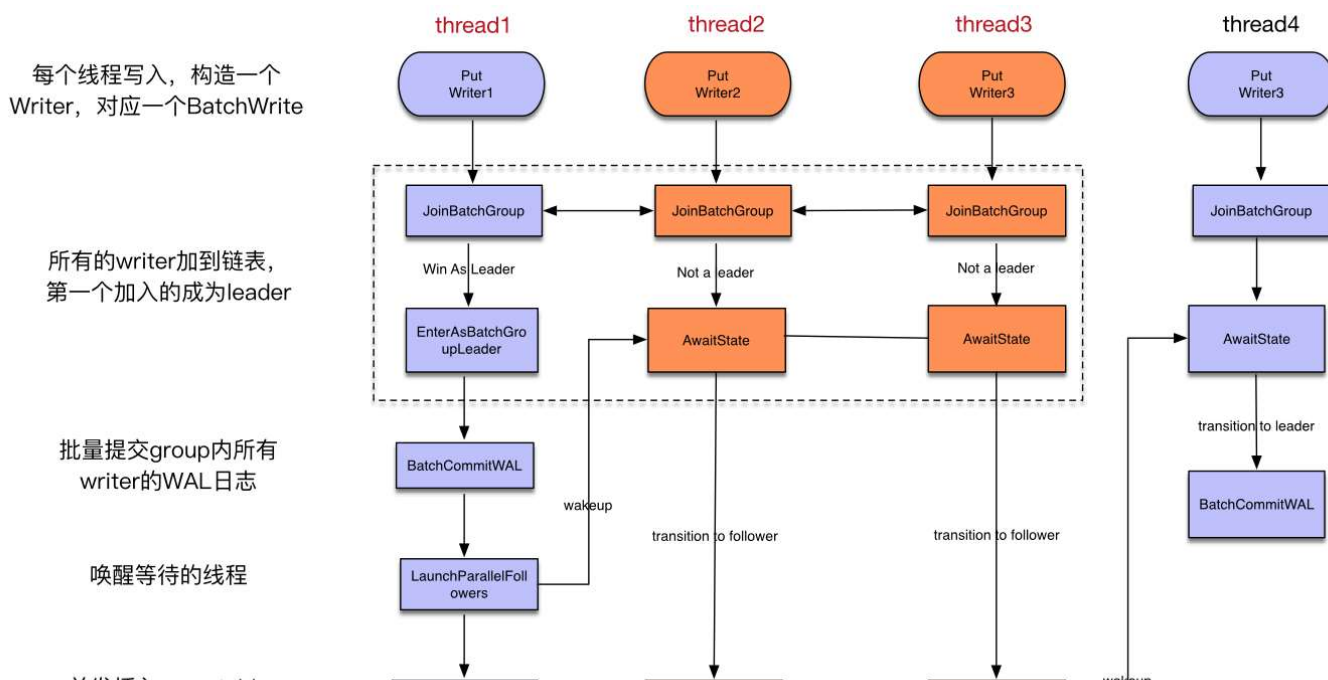 thread1
thread2
thread3
thread4
每个线程写入，构造一个
Writer，对应一个BatchWrite
Put
Writer1
Put
Writer2
Put
Writer3
Put
Writer3
JoinBatchGroup
JoinBatchGroup
JoinBatchGroup
JoinBatchGroup
所有的writer加到链表，
第一个加入的成为leader
Win As Leader
Not a leader
Not a leader
EnterAsBatchGro
upLeader
AwaitState
AwaitState
AwaitState
批量提交group内所有
writer的WAL日志
transition to leader
BatchCommitWAL
BatchCommitWAL
wakeup
transition to follower
transition to follower
唤醒等待的线程
LaunchParallelFoll
owers
wakeup